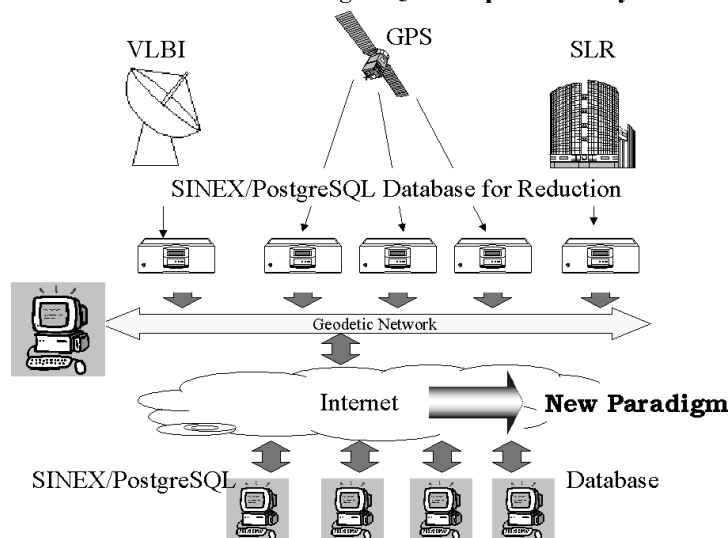 GPS
VLBI
SLR
SINEX/PostgreSQL Database for Reduction
Geodetic Network
Internet
New Paradigm
SINEX/PostgreSQL
Database